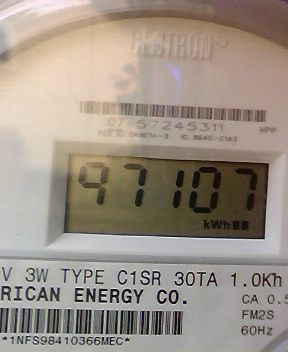 CENTRON®
07 57245311
HPP
97107
kWh
V 3W TYPE C1SR 30TA 1.0Kh
RICAN ENERGY CO.
CA 0.5
FM2S
60Hz
*1NFS98410366MEC*